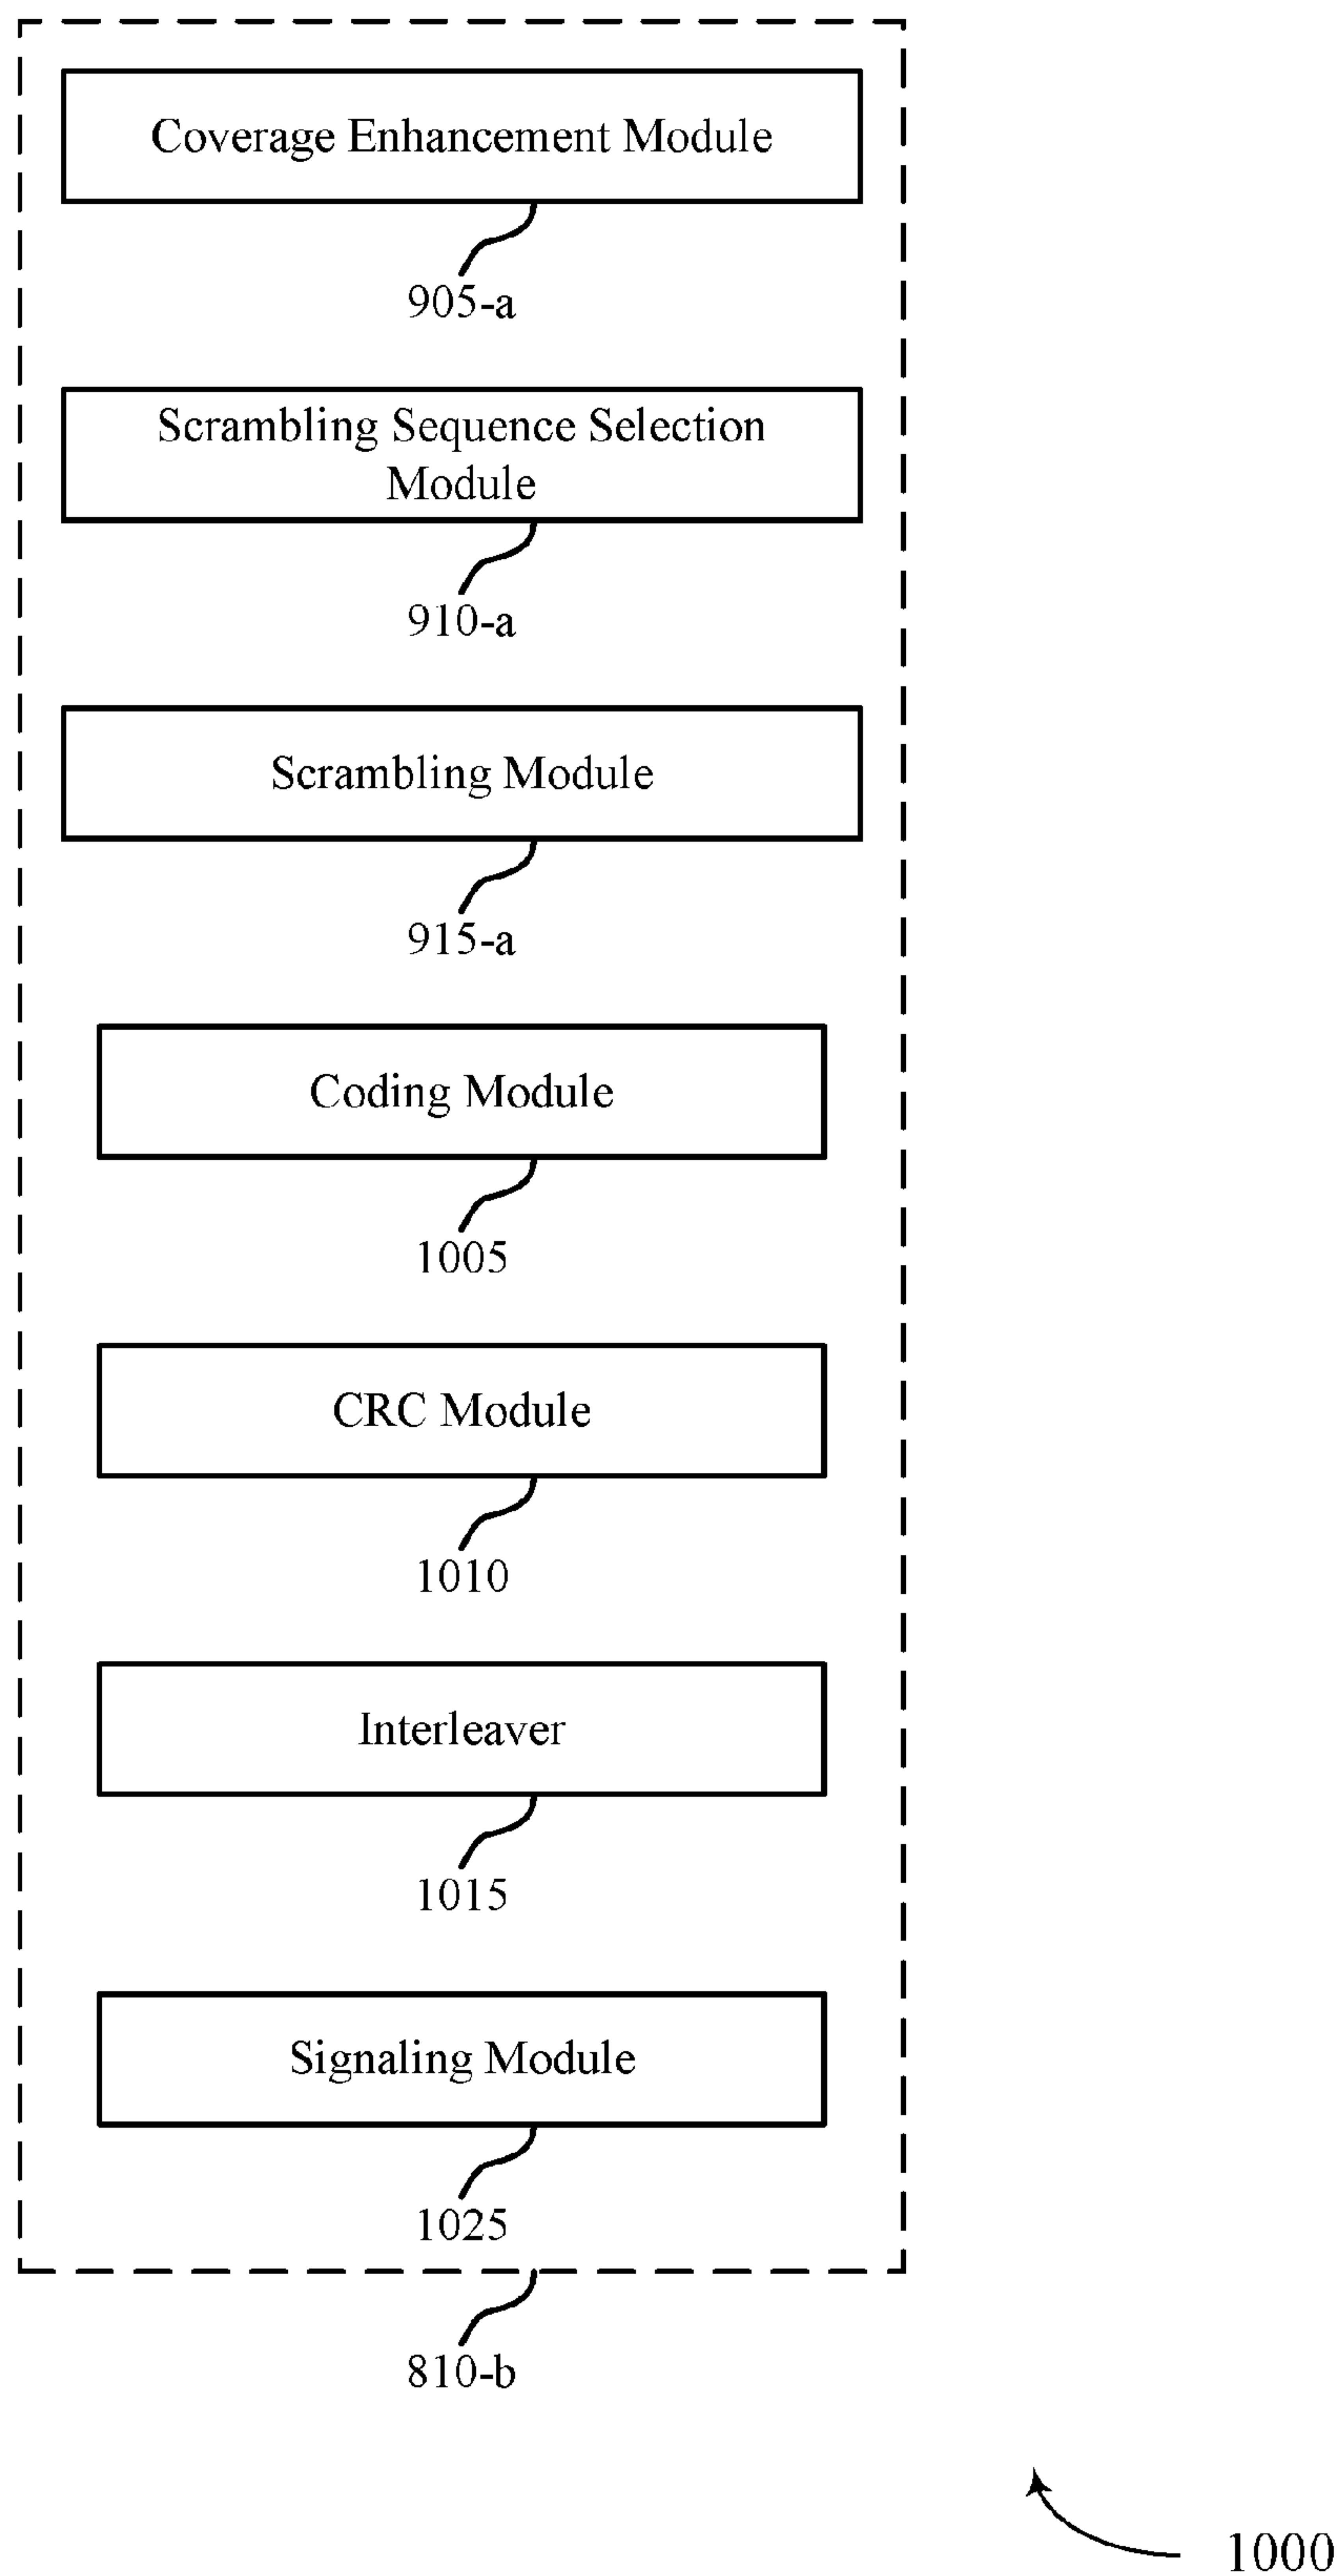 Coverage Enhancement Module
905-a
Scrambling Sequence Selection
Module
910-a
Scrambling Module
915-a
Coding Module
1005
CRC Module
1010
Interleaver
1015
Signaling Module
1025
810-b
1000